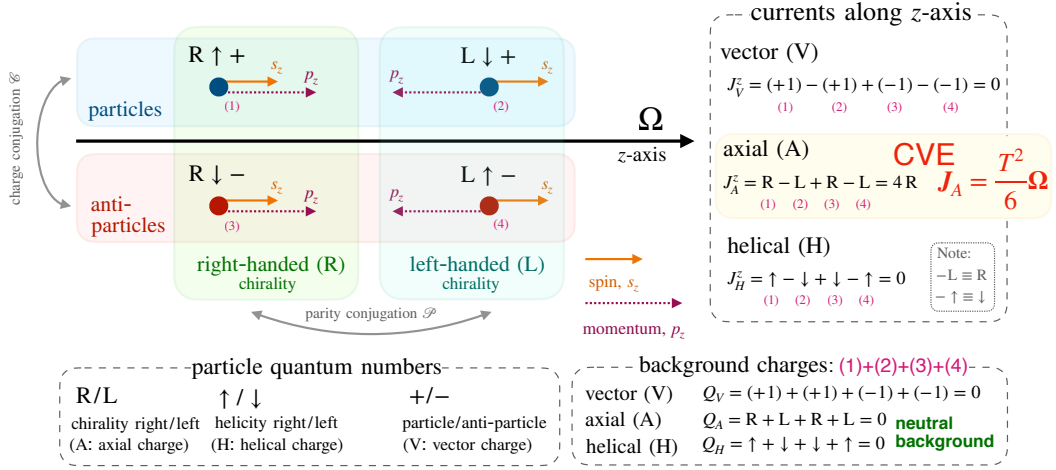 charge conjugation 𝒞
particles
R ↑ +
s_z
p_z
(1)
L ↓ +
p_z
s_z
(2)
Ω
z-axis
anti-
particles
R ↓ −
s_z
p_z
(3)
L ↑ −
p_z
s_z
(4)
right-handed (R)
chirality
left-handed (L)
chirality
parity conjugation 𝒫
spin, s_z
momentum, p_z
currents along z-axis
vector (V)
J_V^z = (+1) − (+1) + (−1) − (−1) = 0
(1) (2) (3) (4)
axial (A)
CVE
J_A^z = R − L + R − L = 4 R
(1) (2) (3) (4)
J_A = T^2/6 Ω
helical (H)
J_H^z = ↑ − ↓ + ↓ − ↑ = 0
(1) (2) (3) (4)
Note:
−L ≡ R
− ↑ ≡ ↓
particle quantum numbers
R/L
chirality right/left
(A: axial charge)
↑ / ↓
helicity right/left
(H: helical charge)
+/−
particle/anti-particle
(V: vector charge)
background charges: (1)+(2)+(3)+(4)
vector (V) Q_V = (+1) + (+1) + (−1) + (−1) = 0
axial (A) Q_A = R + L + R + L = 0
helical (H) Q_H = ↑ + ↓ + ↓ + ↑ = 0
neutral
background